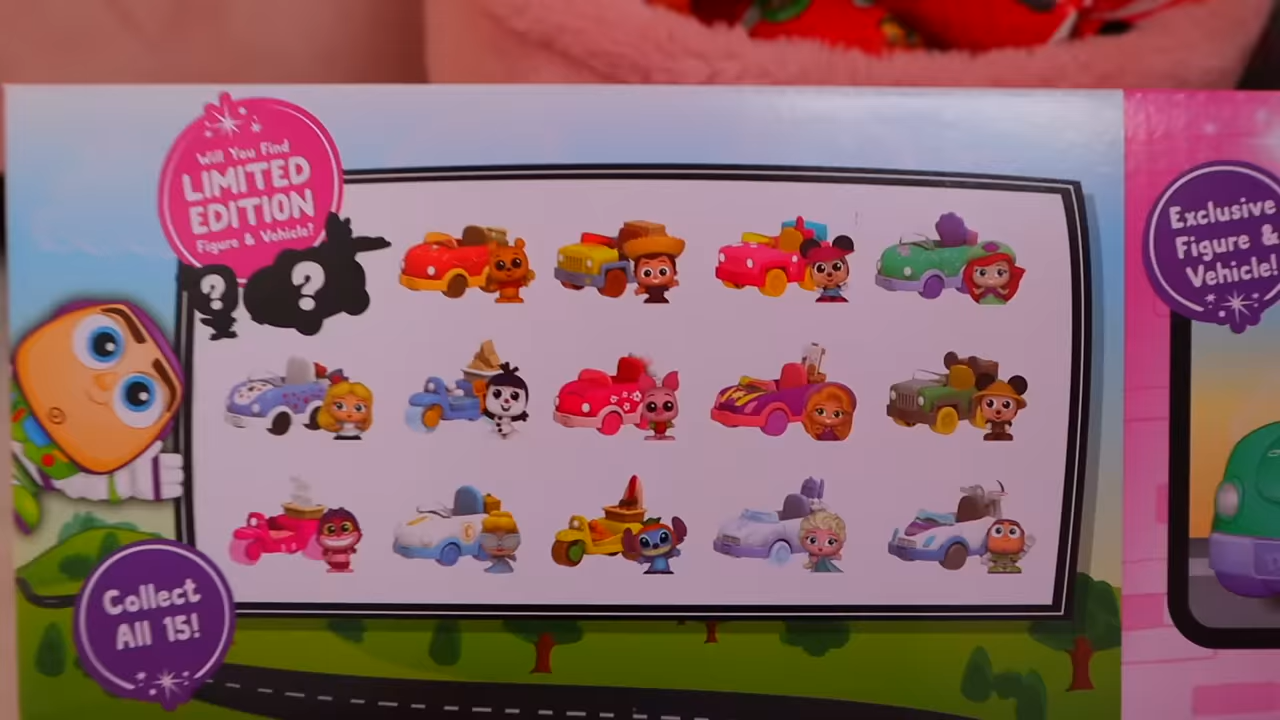 Will You Find
LIMITED
EDITION
Figure & Vehicle?
?
?
Exclusive
Figure &
Vehicle!
Collect
All 15!